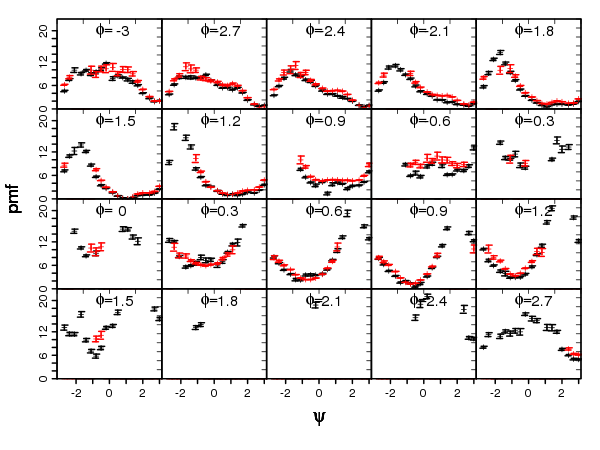 ϕ= -3 ϕ=2.7 ϕ=2.4 ϕ=2.1 ϕ=1.8
0 6 12 20
ϕ=1.5 ϕ=1.2 ϕ=0.9 ϕ=0.6 ϕ=0.3
0 6 12 20
pmf
ϕ= 0 ϕ=0.3 ϕ=0.6 ϕ=0.9 ϕ=1.2
0 6 12 20
ϕ=1.5 ϕ=1.8 ϕ=2.1 ϕ=2.4 ϕ=2.7
0 6 12 20
-2 0 2 -2 0 2 -2 0 2 -2 0 2 -2 0 2
ψ